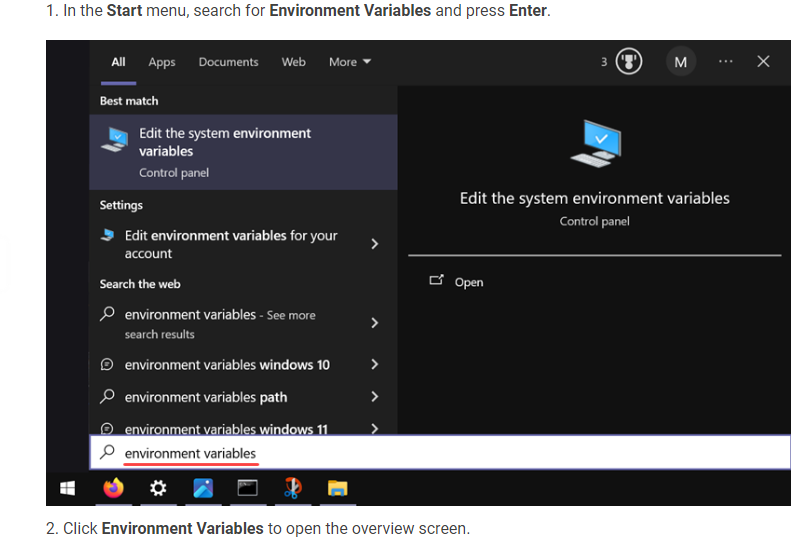 1. In the Start menu, search for Environment Variables and press Enter.
All Apps Documents Web More 3 M ...
Best match
Edit the system environment
variables
Control panel
Settings
Edit environment variables for your
account
Search the web
environment variables - See more
search results
environment variables windows 10
environment variables path
environment variables windows 11
environment variables
Edit the system environment variables
Control panel
Open
2. Click Environment Variables to open the overview screen.